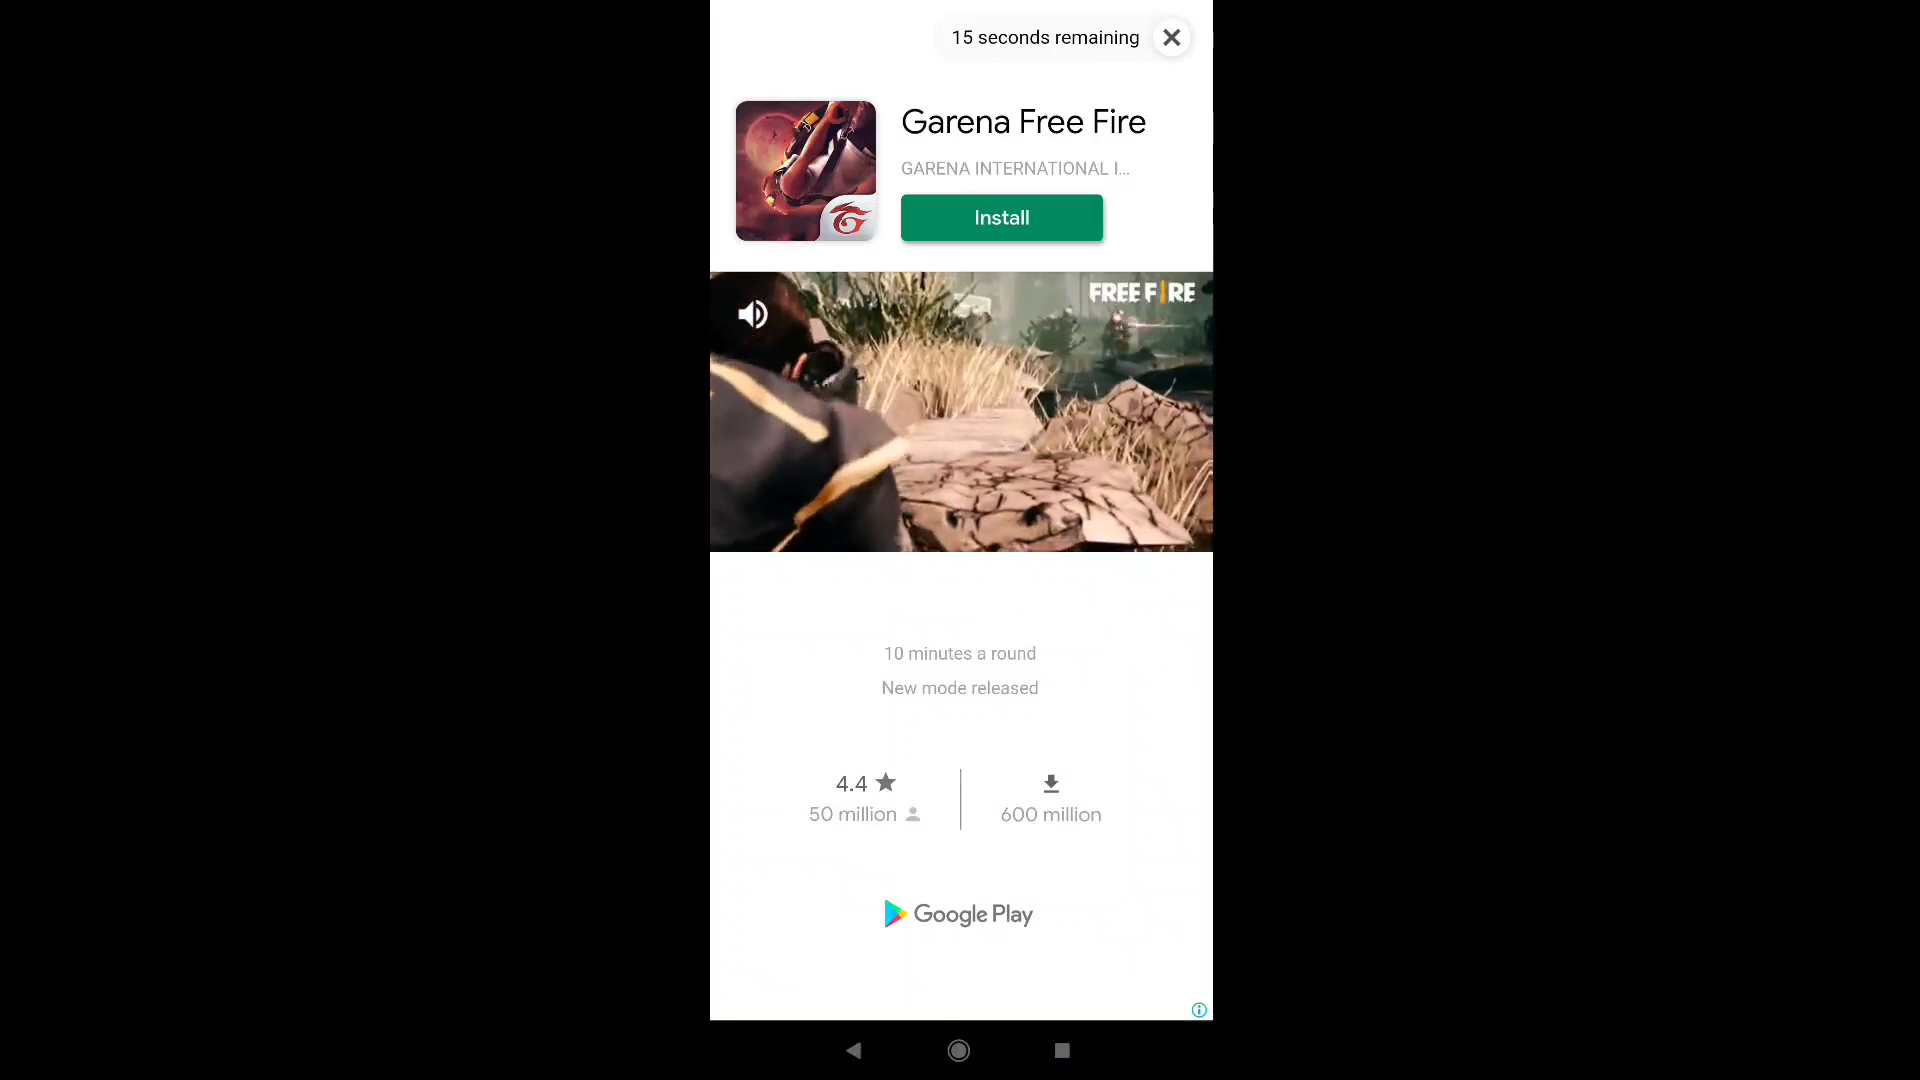 15 seconds remaining
Garena Free Fire
GARENA INTERNATIONAL I...
Install
FREE FIRE
10 minutes a round
New mode released
4.4
50 million
600 million
Google Play